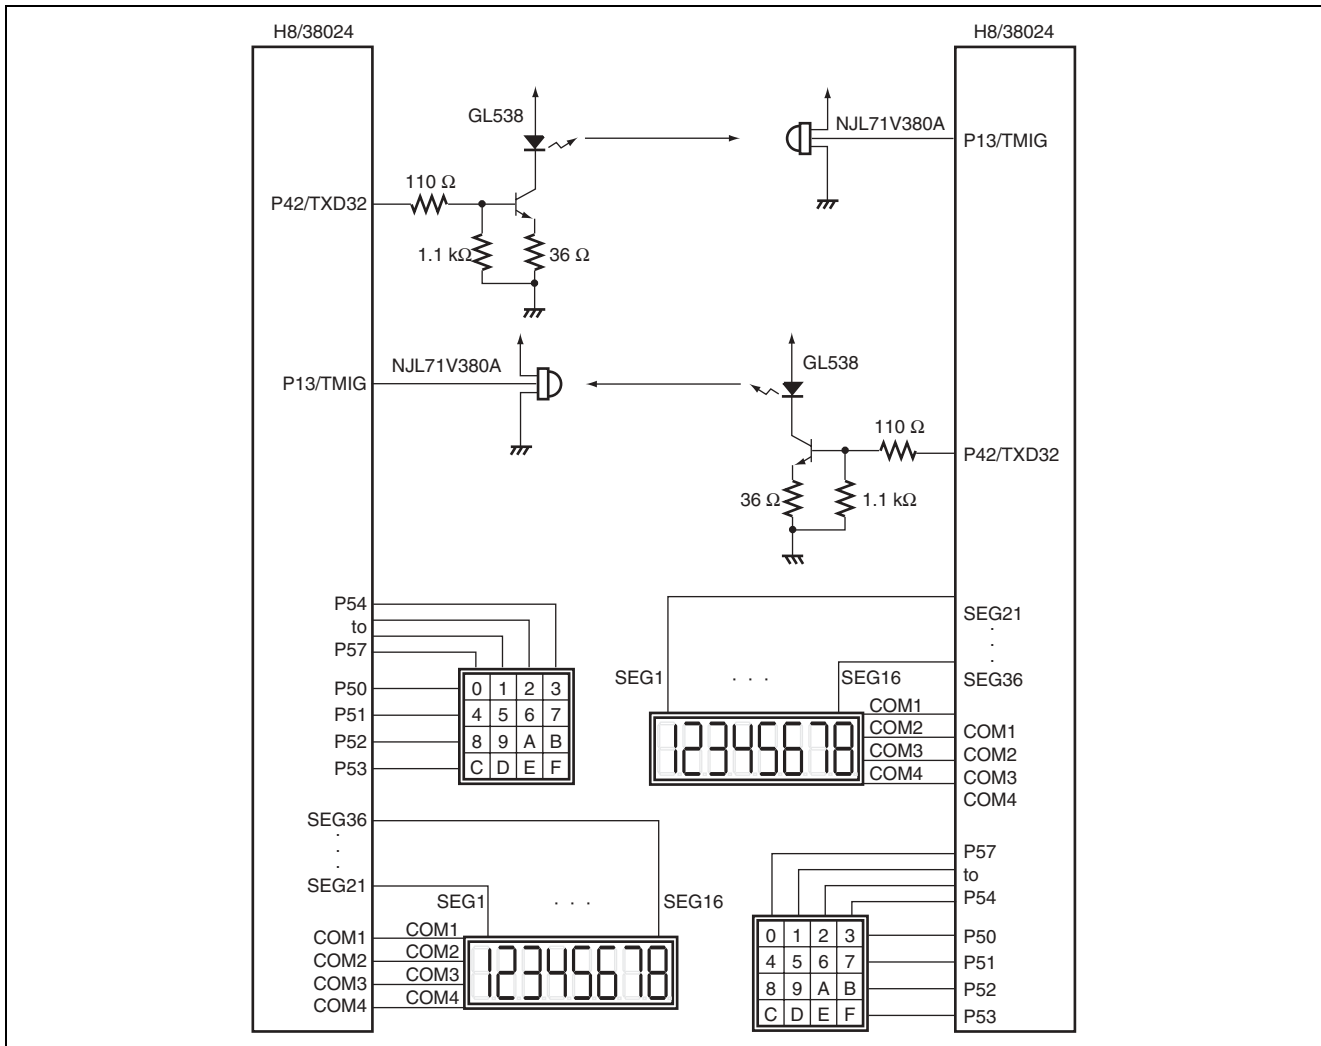 H8/38024
H8/38024
GL538
NJL71V380A
P13/TMIG
110 Ω
P42/TXD32
1.1 kΩ
36 Ω
NJL71V380A
GL538
P13/TMIG
110 Ω
P42/TXD32
36 Ω
1.1 kΩ
P54
to
P57
P50
P51
P52
P53
0 1 2 3
4 5 6 7
8 9 A B
C D E F
SEG21
.
.
.
SEG36
SEG1
. . .
SEG16
COM1
COM2
COM3
COM4
12345678
COM1
COM2
COM3
COM4
SEG36
.
.
.
SEG21
SEG1
. . .
SEG16
COM1
COM2
COM3
COM4
COM1
COM2
COM3
COM4
12345678
P57
to
P54
P50
P51
P52
P53
0 1 2 3
4 5 6 7
8 9 A B
C D E F